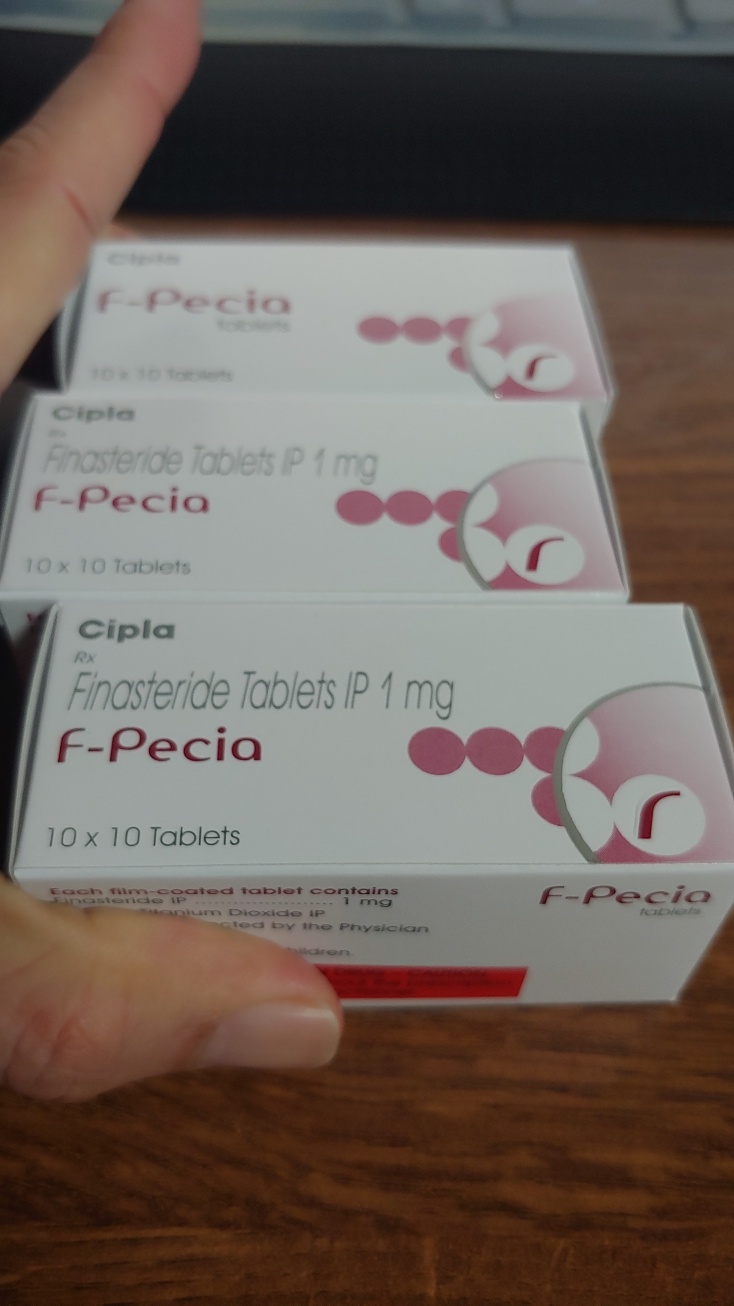 Cipla
F-Pecia
tablets
10 x 10 Tablets
Cipla
Rx
Finasteride Tablets IP 1 mg
F-Pecia
10 x 10 Tablets
Cipla
Rx
Finasteride Tablets IP 1 mg
F-Pecia
10 x 10 Tablets
Each film-coated tablet contains
Finasteride IP ........................ 1 mg
Titanium Dioxide IP
by the Physician
F-Pecia
tablets